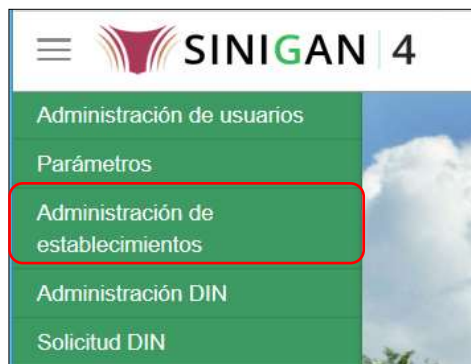 SINIGAN 4
Administración de usuarios
Parámetros
Administración de
establecimientos
Administración DIN
Solicitud DIN